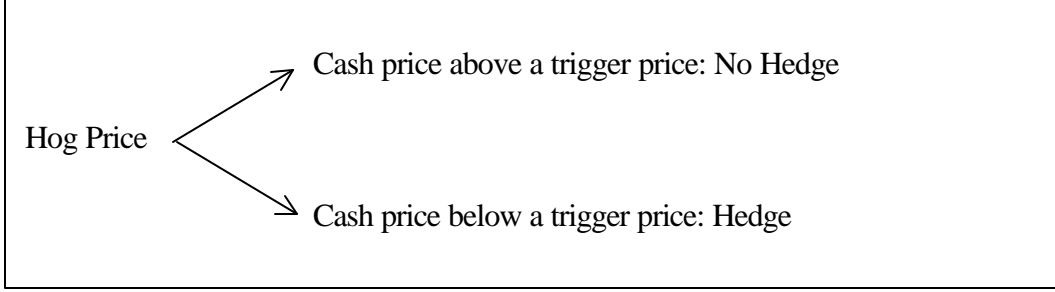 Cash price above a trigger price: No Hedge
Hog Price
Cash price below a trigger price: Hedge